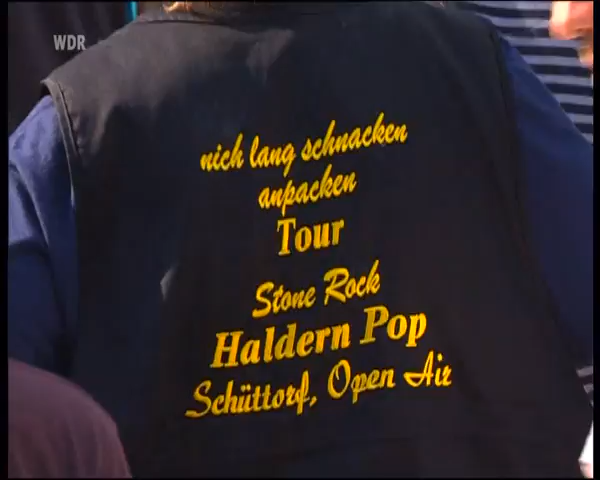 WDR
nich lang schnacken
anpacken
Tour
Stone Rock
Haldern Pop
Schüttorf, Open Air